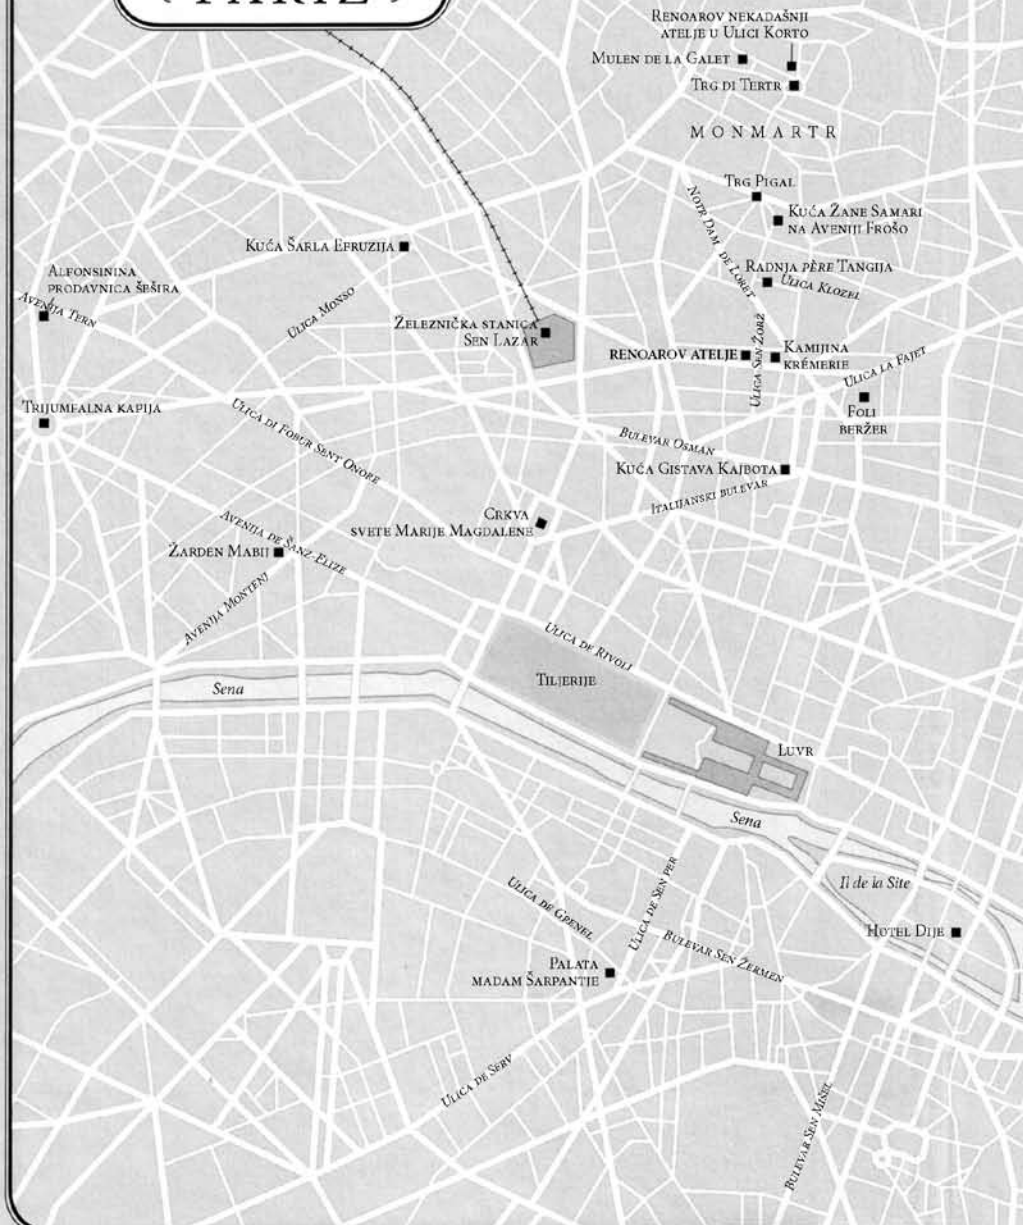 PARIZ
RENOAROV NEKADAŠNJI
ATELJE U ULICI KORTO
MULEN DE LA GALET
TRG DI TERTR
MONMARTR
TRG PIGAL
KUĆA ŽANE SAMARI
NA AVENIJI FROŠO
NOTR DAM DE LORET
KUĆA ŠARLA EFRUZIJA
RADNJA PÈRE TANGIJA
ULICA KLOZEL
ALFONSININA
PRODAVNICA ŠEŠIRA
AVENIJA TERN
ULICA MONSO
ŽELEZNIČKA STANICA
SEN LAZAR
RENOAROV ATELJE
ULICA SEN ŽORŽ
KAMIJINA
KRÉMERIE
ULICA LA FAJET
FOLI
BERŽER
TRIJUMFALNA KAPIJA
ULICA DI FOBUR SENT ONORE
BULEVAR OSMAN
KUĆA GISTAVA KAJBOTA
ITALIJANSKI BULEVAR
CRKVA
SVETE MARIJE MAGDALENE
AVENIJA DE ŠANZ-ELIZE
ŽARDEN MABIJ
AVENIJA MONTENJ
ULICA DE RIVOLI
TILJERIJE
Sena
LUVR
Sena
Il de la Site
ULICA DE GRENEL
ULICA DE SEN PER
HOTEL DIJE
BULEVAR SEN ŽERMEN
PALATA
MADAM ŠARPANTJE
ULICA DE SERV
BULEVAR SEN MIŠEL